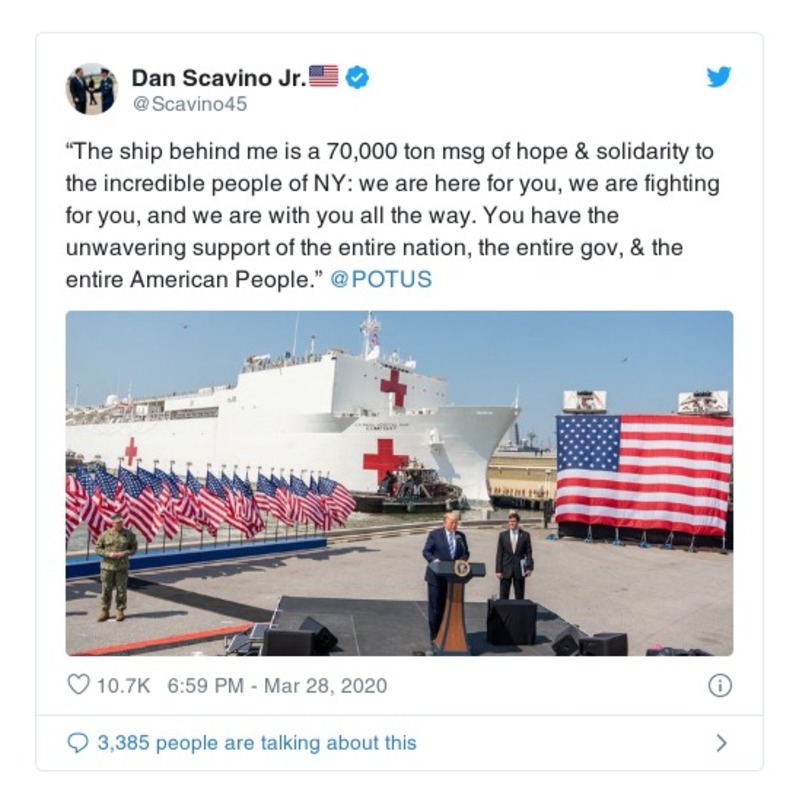 Dan Scavino Jr.🇺🇸
@Scavino45
“The ship behind me is a 70,000 ton msg of hope & solidarity to
the incredible people of NY: we are here for you, we are fighting
for you, and we are with you all the way. You have the
unwavering support of the entire nation, the entire gov, & the
entire American People.” @POTUS
10.7K 6:59 PM - Mar 28, 2020
3,385 people are talking about this